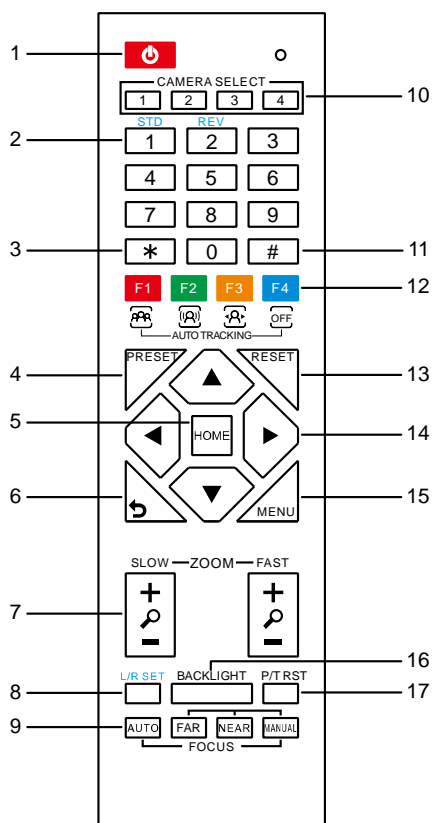 1
CAMERA SELECT
1 2 3 4
10
STD REV
2
1 2 3
4 5 6
7 8 9
3
* 0 #
11
F1 F2 F3 F4
12
OFF
AUTO TRACKING
4
PRESET RESET
13
5
HOME
14
6
MENU
15
SLOW ZOOM FAST
+ +
7
- -
16
L/R SET BACKLIGHT P/T RST
8
17
9
AUTO FAR NEAR MANUAL
FOCUS